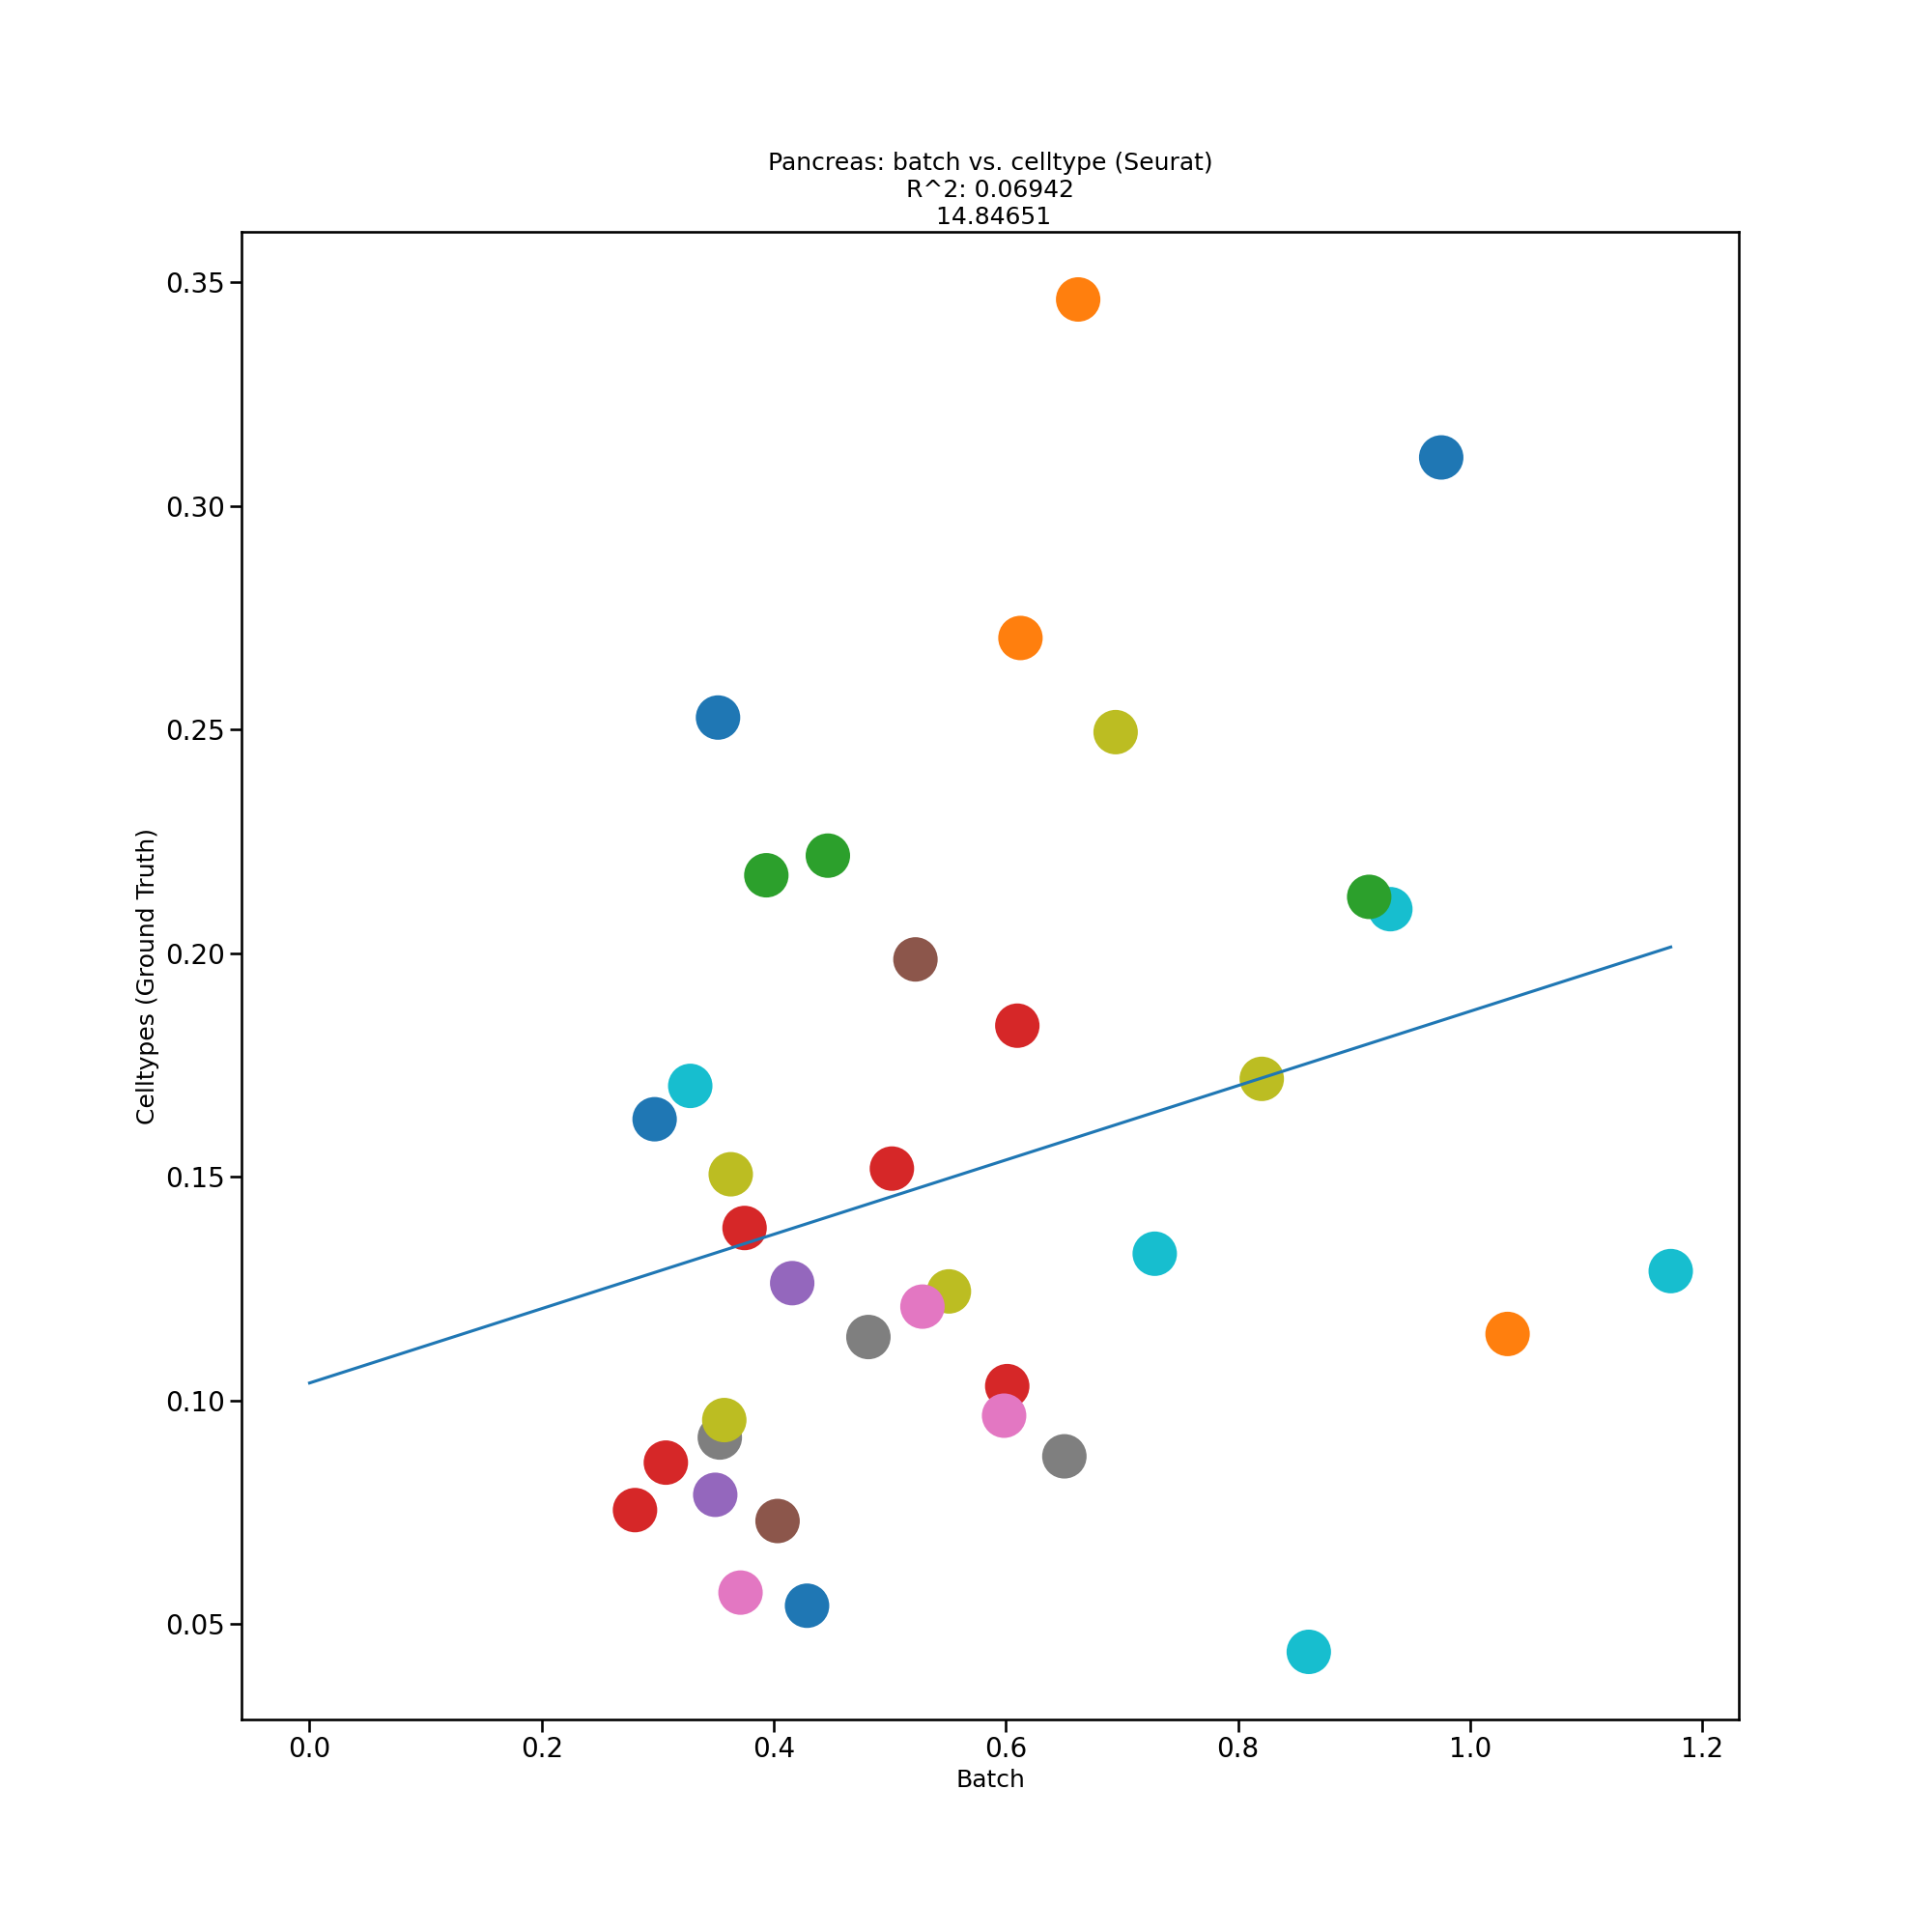 Pancreas: batch vs. celltype (Seurat)
R^2: 0.06942
14.84651
0.35
0.30
0.25
0.20
0.15
0.10
0.05
Celltypes (Ground Truth)
0.0 0.2 0.4 0.6 0.8 1.0 1.2
Batch